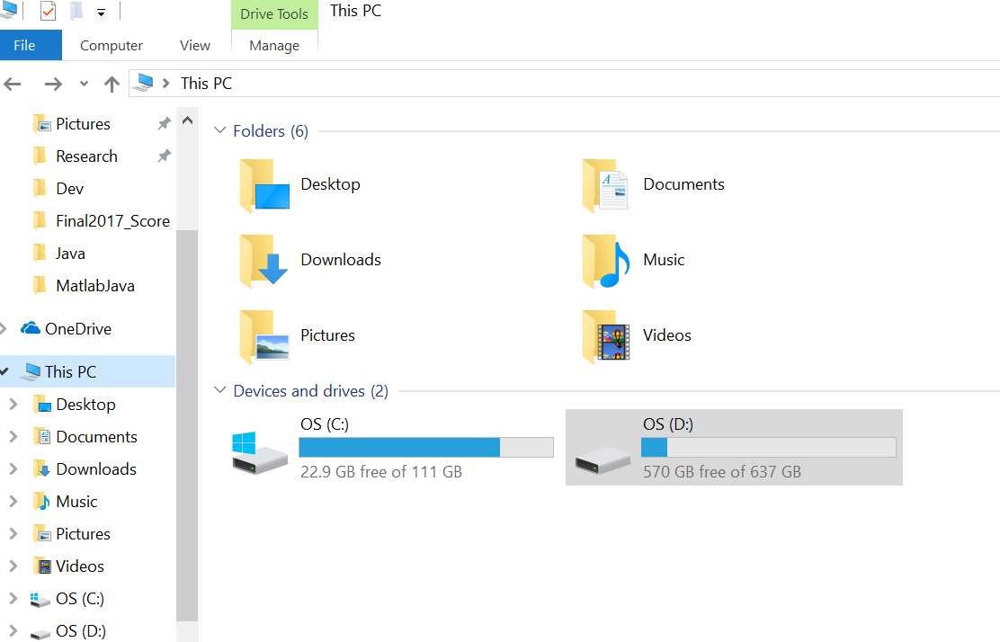 Drive Tools
This PC
File
Computer
View
Manage
This PC
Pictures
Research
Dev
Final2017_Score
Java
MatlabJava
OneDrive
This PC
Desktop
Documents
Downloads
Music
Pictures
Videos
OS (C:)
OS (D:)
Folders (6)
Desktop
Documents
Downloads
Music
Pictures
Videos
Devices and drives (2)
OS (C:)
22.9 GB free of 111 GB
OS (D:)
570 GB free of 637 GB